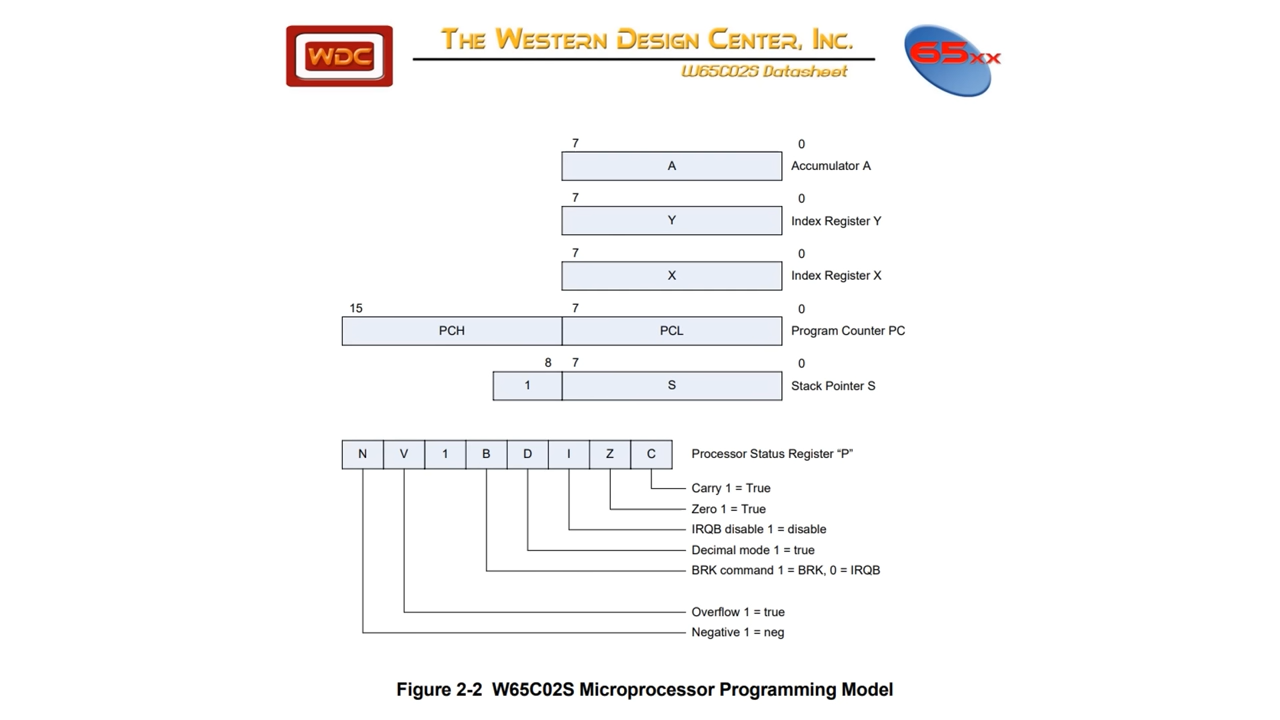 WDC
THE WESTERN DESIGN CENTER, INC.
W65C02S Datasheet
65xx
7 0
A Accumulator A
7 0
Y Index Register Y
7 0
X Index Register X
15 7 0
PCH PCL Program Counter PC
8 7 0
1 S Stack Pointer S
N V 1 B D I Z C Processor Status Register “P”
Carry 1 = True
Zero 1 = True
IRQB disable 1 = disable
Decimal mode 1 = true
BRK command 1 = BRK, 0 = IRQB
Overflow 1 = true
Negative 1 = neg
Figure 2-2 W65C02S Microprocessor Programming Model